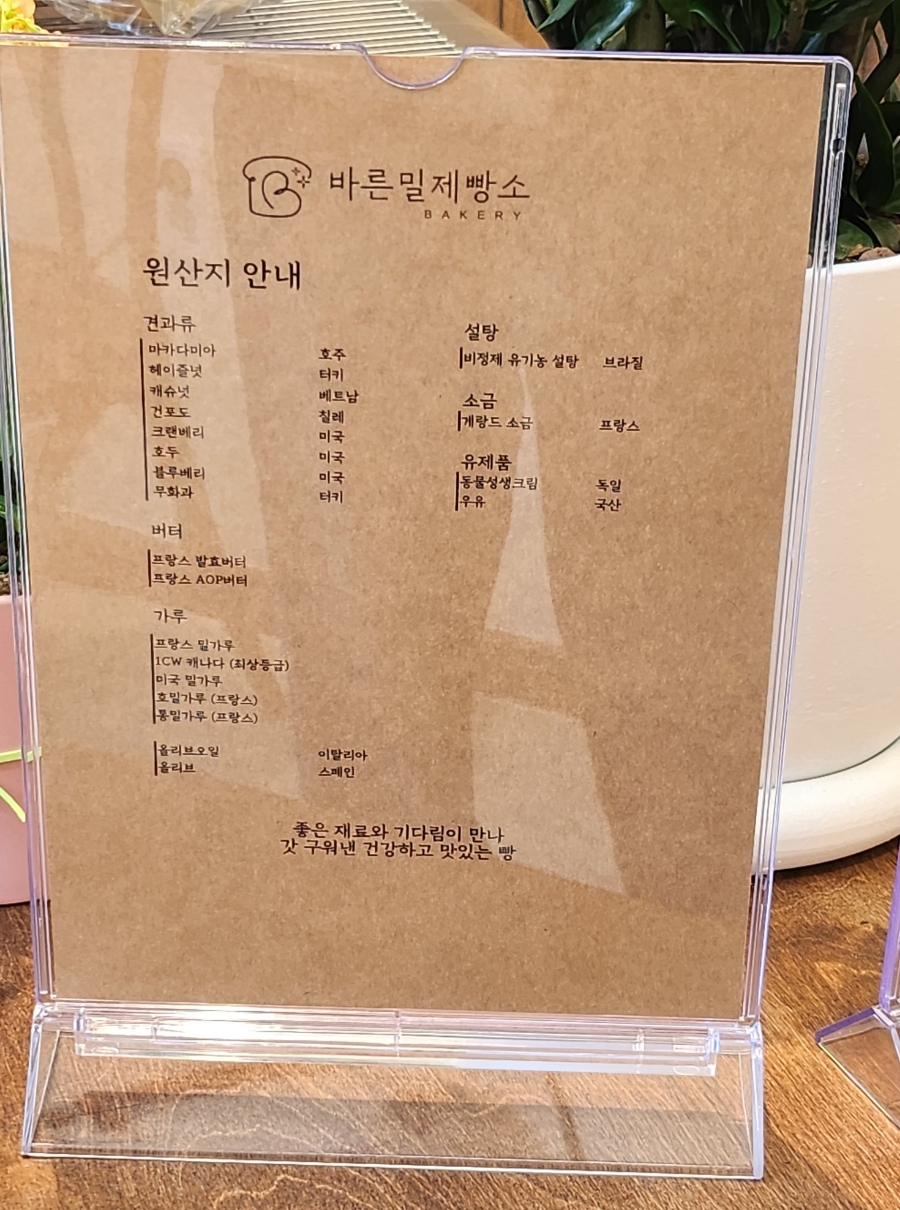 바른밀제빵소
BAKERY
원산지 안내
견과류
마카다미아 호주
헤이즐넛 터키
캐슈넛 베트남
건포도 칠레
크랜베리 미국
호두 미국
블루베리 미국
무화과 터키
버터
프랑스 발효버터
프랑스 AOP버터
가루
프랑스 밀가루
1CW 캐나다 (최상등급)
미국 밀가루
호밀가루 (프랑스)
통밀가루 (프랑스)
올리브오일 이탈리아
올리브 스페인
설탕
비정제 유기농 설탕 브라질
소금
게랑드 소금 프랑스
유제품
동물성생크림 독일
우유 국산
좋은 재료와 기다림이 만나
갓 구워낸 건강하고 맛있는 빵